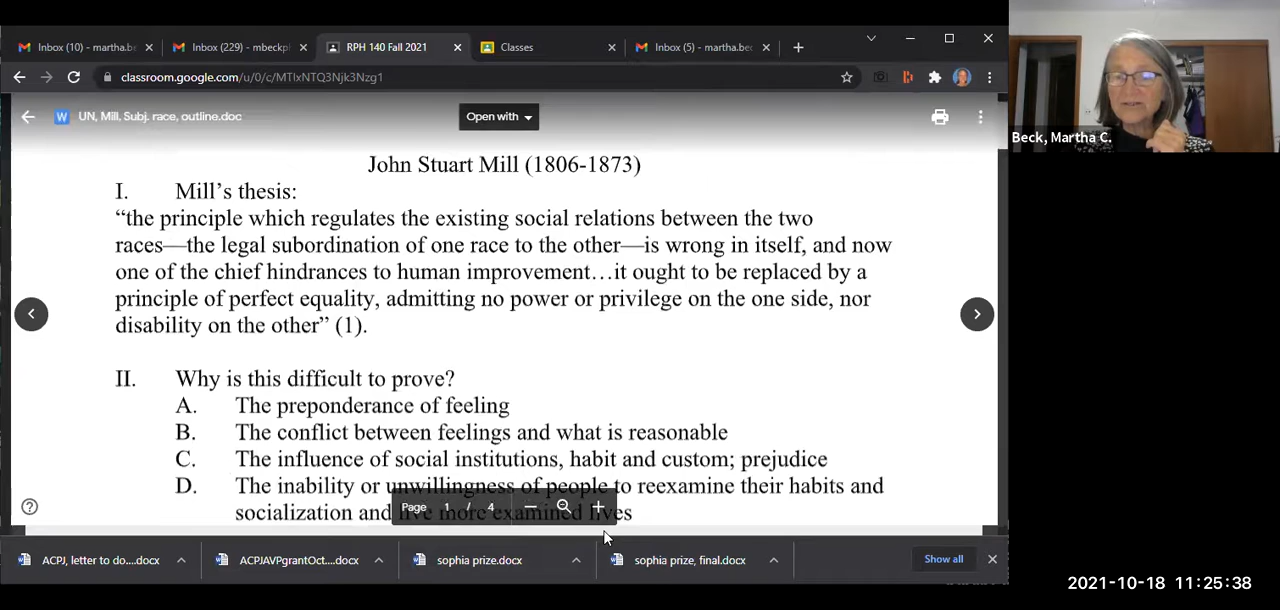 Inbox (10) - martha.b
Inbox (229) - mbeckp
RPH 140 Fall 2021
Classes
Inbox (5) - martha.bec
classroom.google.com/u/0/c/MTIxNTQ3Njk3Nzg1
W UN, Mill, Subj. race, outline.doc
Open with
John Stuart Mill (1806-1873)
I. Mill's thesis:
“the principle which regulates the existing social relations between the two
races—the legal subordination of one race to the other—is wrong in itself, and now
one of the chief hindrances to human improvement…it ought to be replaced by a
principle of perfect equality, admitting no power or privilege on the one side, nor
disability on the other” (1).
II. Why is this difficult to prove?
A. The preponderance of feeling
B. The conflict between feelings and what is reasonable
C. The influence of social institutions, habit and custom; prejudice
D. The inability or unwillingness of people to reexamine their habits and
socialization and live more examined lives
Page 1 / 4
ACPJ, letter to do....docx
ACPJAVPgrantOct....docx
sophia prize.docx
sophia prize, final.docx
Show all
Beck, Martha C.
2021-10-18 11:25:38